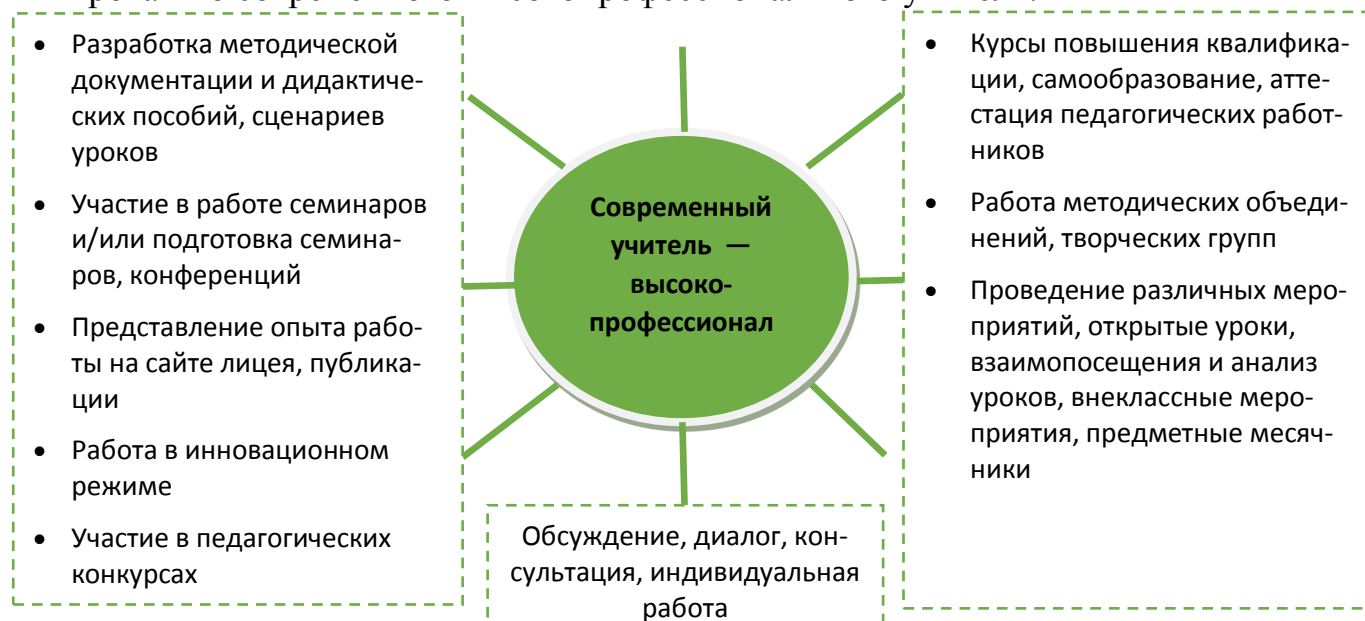 • Разработка методической
документации и дидактиче-
ских пособий, сценариев
уроков
• Участие в работе семинаров
и/или подготовка семина-
ров, конференций
• Представление опыта рабо-
ты на сайте лицея, публика-
ции
• Работа в инновационном
режиме
• Участие в педагогических
конкурсах
Современный
учитель —
высоко-
профессионал
Обсуждение, диалог, кон-
сультация, индивидуальная
работа
• Курсы повышения квалифика-
ции, самообразование, атте-
стация педагогических работ-
ников
• Работа методических объеди-
нений, творческих групп
• Проведение различных меро-
приятий, открытые уроки,
взаимопосещения и анализ
уроков, внеклассные меро-
приятия, предметные месяч-
ники